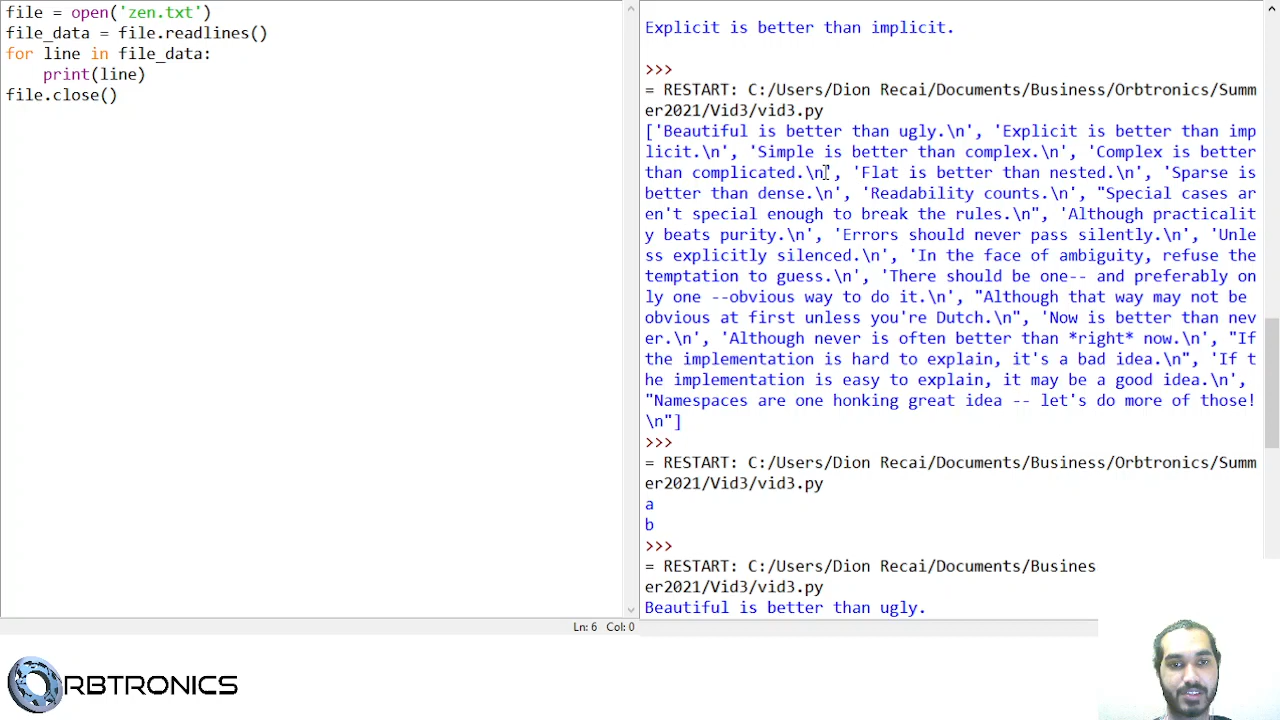 file = open('zen.txt')
file_data = file.readlines()
for line in file_data:
    print(line)
file.close()
Explicit is better than implicit.
>>>
= RESTART: C:/Users/Dion Recai/Documents/Business/Orbtronics/Summ
er2021/Vid3/vid3.py
['Beautiful is better than ugly.\n', 'Explicit is better than imp
licit.\n', 'Simple is better than complex.\n', 'Complex is better
than complicated.\n', 'Flat is better than nested.\n', 'Sparse is
better than dense.\n', 'Readability counts.\n', "Special cases ar
en't special enough to break the rules.\n", 'Although practicalit
y beats purity.\n', 'Errors should never pass silently.\n', 'Unle
ss explicitly silenced.\n', 'In the face of ambiguity, refuse the
temptation to guess.\n', 'There should be one-- and preferably on
ly one --obvious way to do it.\n', "Although that way may not be
obvious at first unless you're Dutch.\n", 'Now is better than nev
er.\n', 'Although never is often better than *right* now.\n', "If
the implementation is hard to explain, it's a bad idea.\n", 'If t
he implementation is easy to explain, it may be a good idea.\n',
"Namespaces are one honking great idea -- let's do more of those!
\n"]
>>>
= RESTART: C:/Users/Dion Recai/Documents/Business/Orbtronics/Summ
er2021/Vid3/vid3.py
a
b
>>>
= RESTART: C:/Users/Dion Recai/Documents/Busines
er2021/Vid3/vid3.py
Beautiful is better than ugly.
Ln: 6 Col: 0
ORBTRONICS